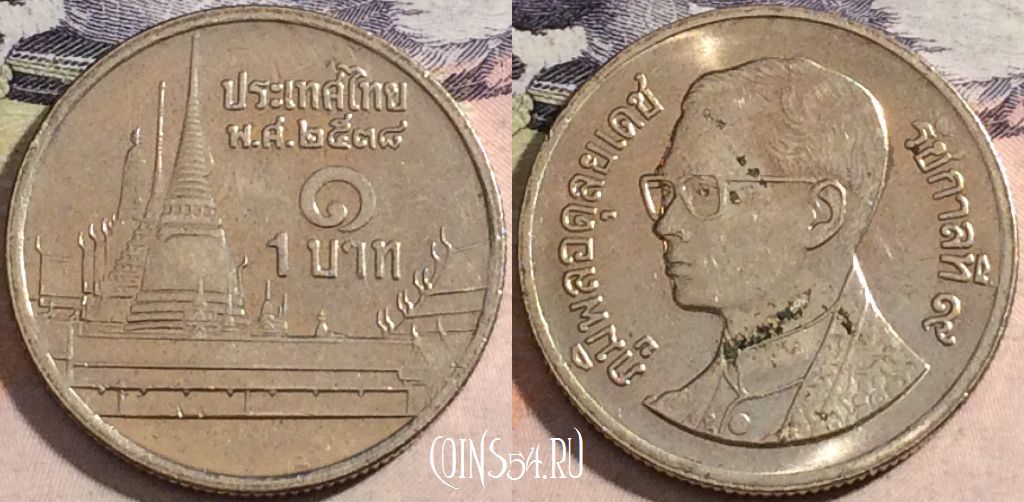 ประเทศไทย
พ.ศ.๒๕๓๘
๑
1 บาท
ภูมิพลอดุลยเดช
รัชกาลที่ ๙
COINS54.RU